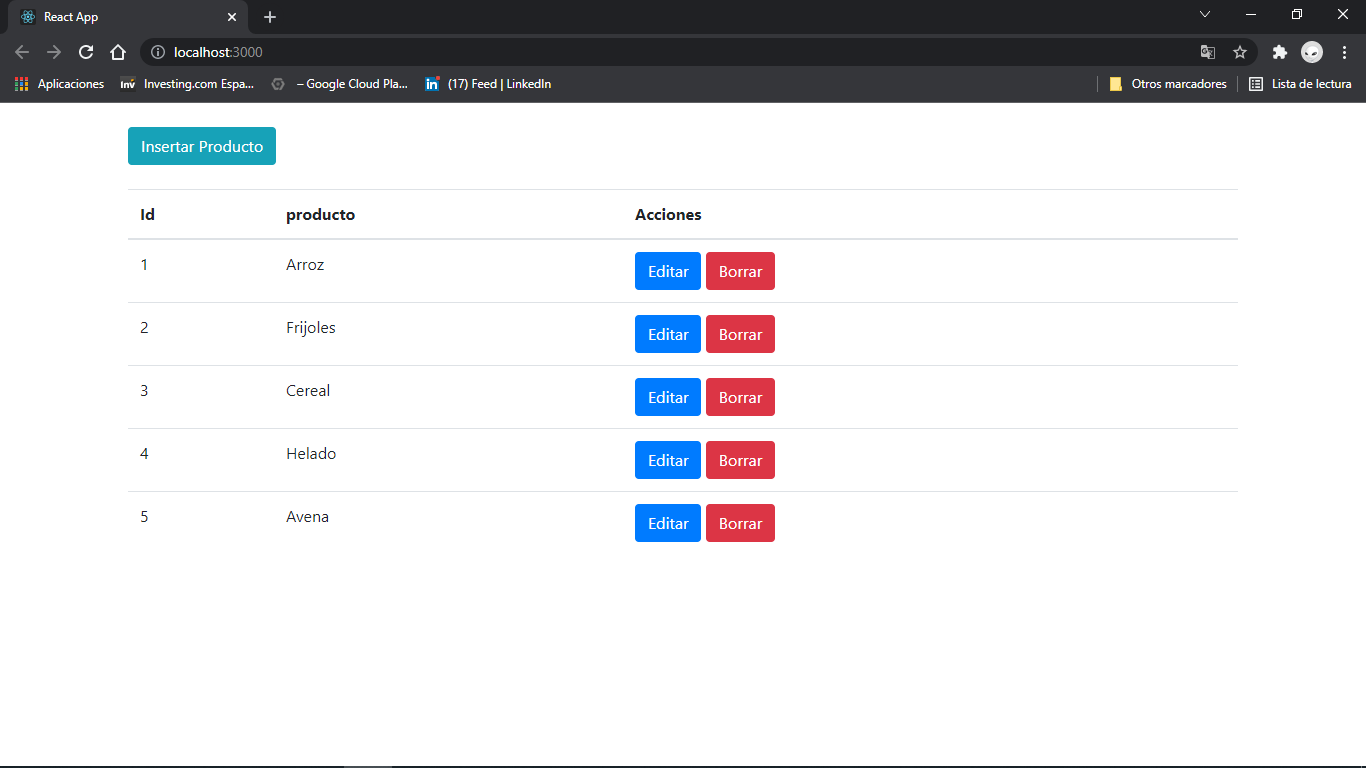 React App
localhost:3000
Aplicaciones inv Investing.com Espa... – Google Cloud Pla... in (17) Feed | LinkedIn Otros marcadores Lista de lectura
Insertar Producto
Id producto Acciones
1 Arroz Editar Borrar
2 Frijoles Editar Borrar
3 Cereal Editar Borrar
4 Helado Editar Borrar
5 Avena Editar Borrar